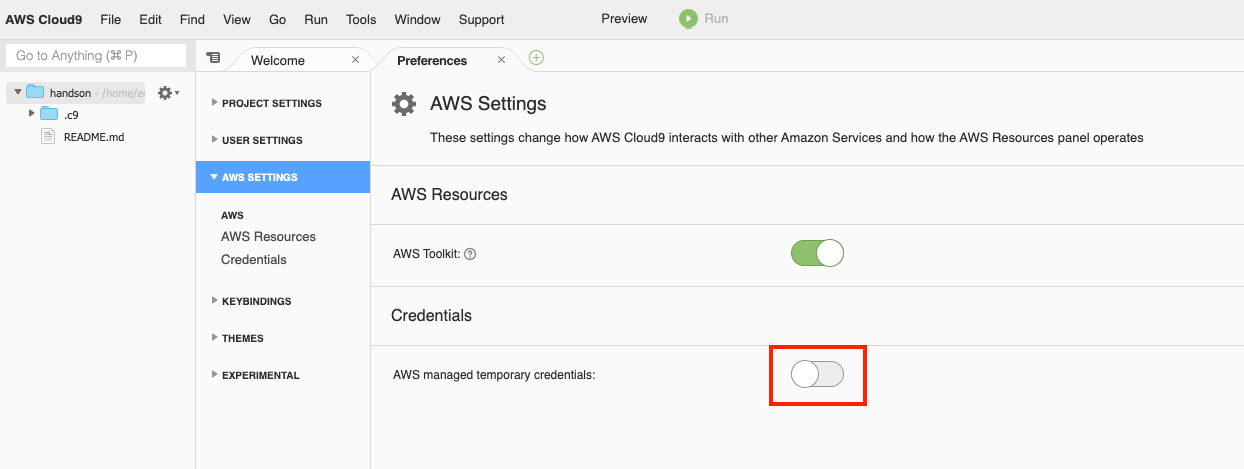 AWS Cloud9 File Edit Find View Go Run Tools Window Support Preview Run
Go to Anything (⌘ P)
Welcome
Preferences
handson - /home/e
.c9
README.md
PROJECT SETTINGS
USER SETTINGS
AWS SETTINGS
AWS
AWS Resources
Credentials
KEYBINDINGS
THEMES
EXPERIMENTAL
AWS Settings
These settings change how AWS Cloud9 interacts with other Amazon Services and how the AWS Resources panel operates
AWS Resources
AWS Toolkit: ?
Credentials
AWS managed temporary credentials: